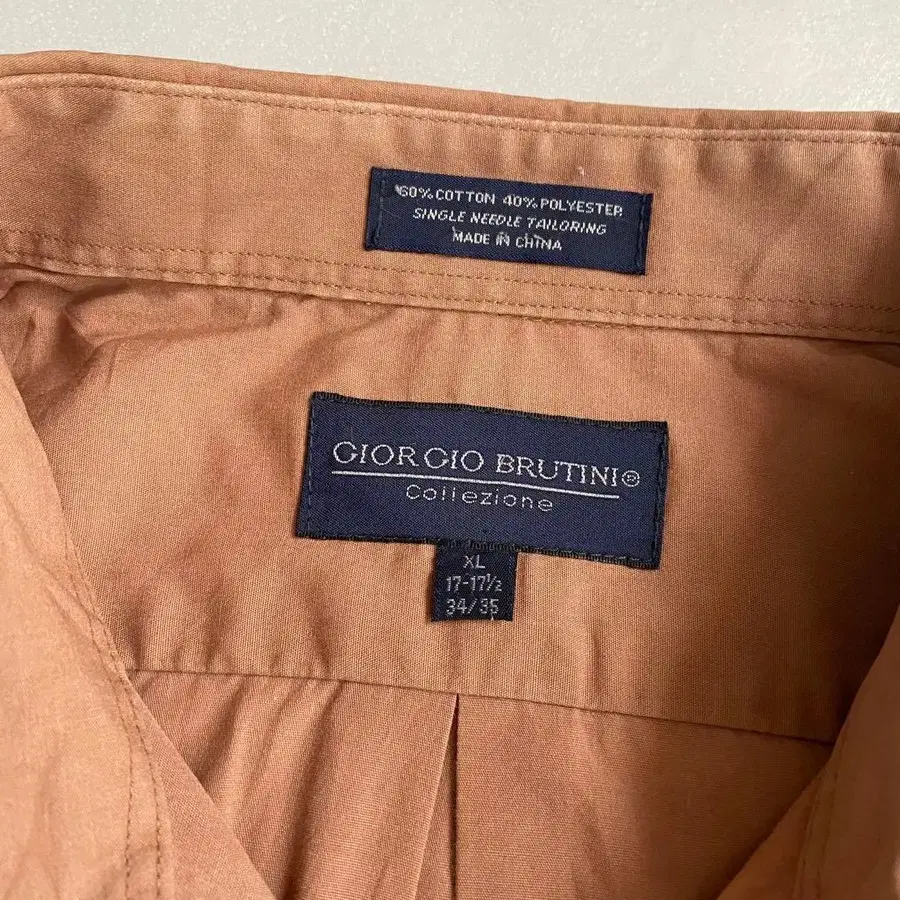 60% COTTON 40% POLYESTER
SINGLE NEEDLE TAILORING
MADE IN CHINA
GIORGIO BRUTINI®
Collezione
XL
17-17½
34/35